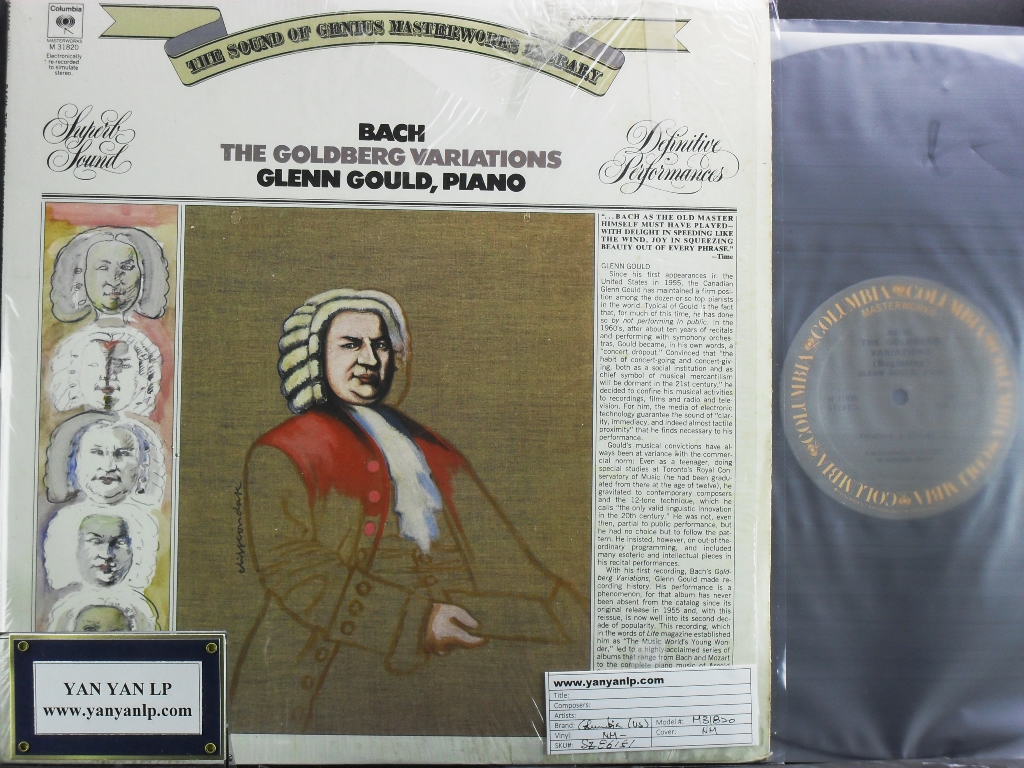 Columbia
MASTERWORKS
M 31820
Electronically
re-recorded
to simulate
stereo.
THE SOUND OF GENIUS MASTERWORKS LIBRARY
Superb
Sound
BACH
THE GOLDBERG VARIATIONS
GLENN GOULD, PIANO
Definitive
Performances
"...BACH AS THE OLD MASTER
HIMSELF MUST HAVE PLAYED—
WITH DELIGHT IN SPEEDING LIKE
THE WIND, JOY IN SQUEEZING
BEAUTY OUT OF EVERY PHRASE."
—Time
GLENN GOULD
Since his first appearances in the
United States in 1955, the Canadian
Glenn Gould has maintained a firm posi-
tion among the dozen-or-so top pianists
in the world. Typical of Gould is the fact
that, for much of this time, he has done
so by not performing in public. In the
1960's, after about ten years of recitals
and performing with symphony orches-
tras, Gould became, in his own words, a
"concert dropout." Convinced that "the
habit of concert-going and concert-giv-
ing, both as a social institution and as
chief symbol of musical mercantilism
will be dormant in the 21st century," he
decided to confine his musical activities
to recordings, films and radio and tele-
vision. For him, the media of electronic
technology guarantee the sound of "clar-
ity, immediacy, and indeed almost tactile
proximity" that he finds necessary to his
performance.
Gould's musical convictions have al-
ways been at variance with the commer-
cial norm: Even as a teenager, doing
special studies at Toronto's Royal Con-
servatory of Music (he had been gradu-
ated from there at the age of twelve), he
gravitated to contemporary composers
and the 12-tone technique, which he
calls "the only valid linguistic innovation
in the 20th century." He was not, even
then, partial to public performance, but
he had no choice but to follow the pat-
tern. He insisted, however, on out-of-the-
ordinary programming, and included
many esoteric and intellectual pieces in
his recital performances.
With his first recording, Bach's Gold-
berg Variations, Glenn Gould made re-
cording history. His performance is a
phenomenon, for that album has never
been absent from the catalog since its
original release in 1955 and, with this
reissue, is now well into its second dec-
ade of popularity. This recording, which
in the words of Life magazine established
him as "The Music World's Young Won-
der," led to a highly-acclaimed series of
albums that range from Bach and Mozart
to the complete piano music of Arnold
COLUMBIA COLUMBIA COLUMBIA COLUMBIA COLUMBIA
MASTERWORKS
YAN YAN LP
www.yanyanlp.com
www.yanyanlp.com
Title:
Composers:
Artists:
Brand: Columbia (US) Model#: M31820
Vinyl: NM- Cover: NM
SKU#: